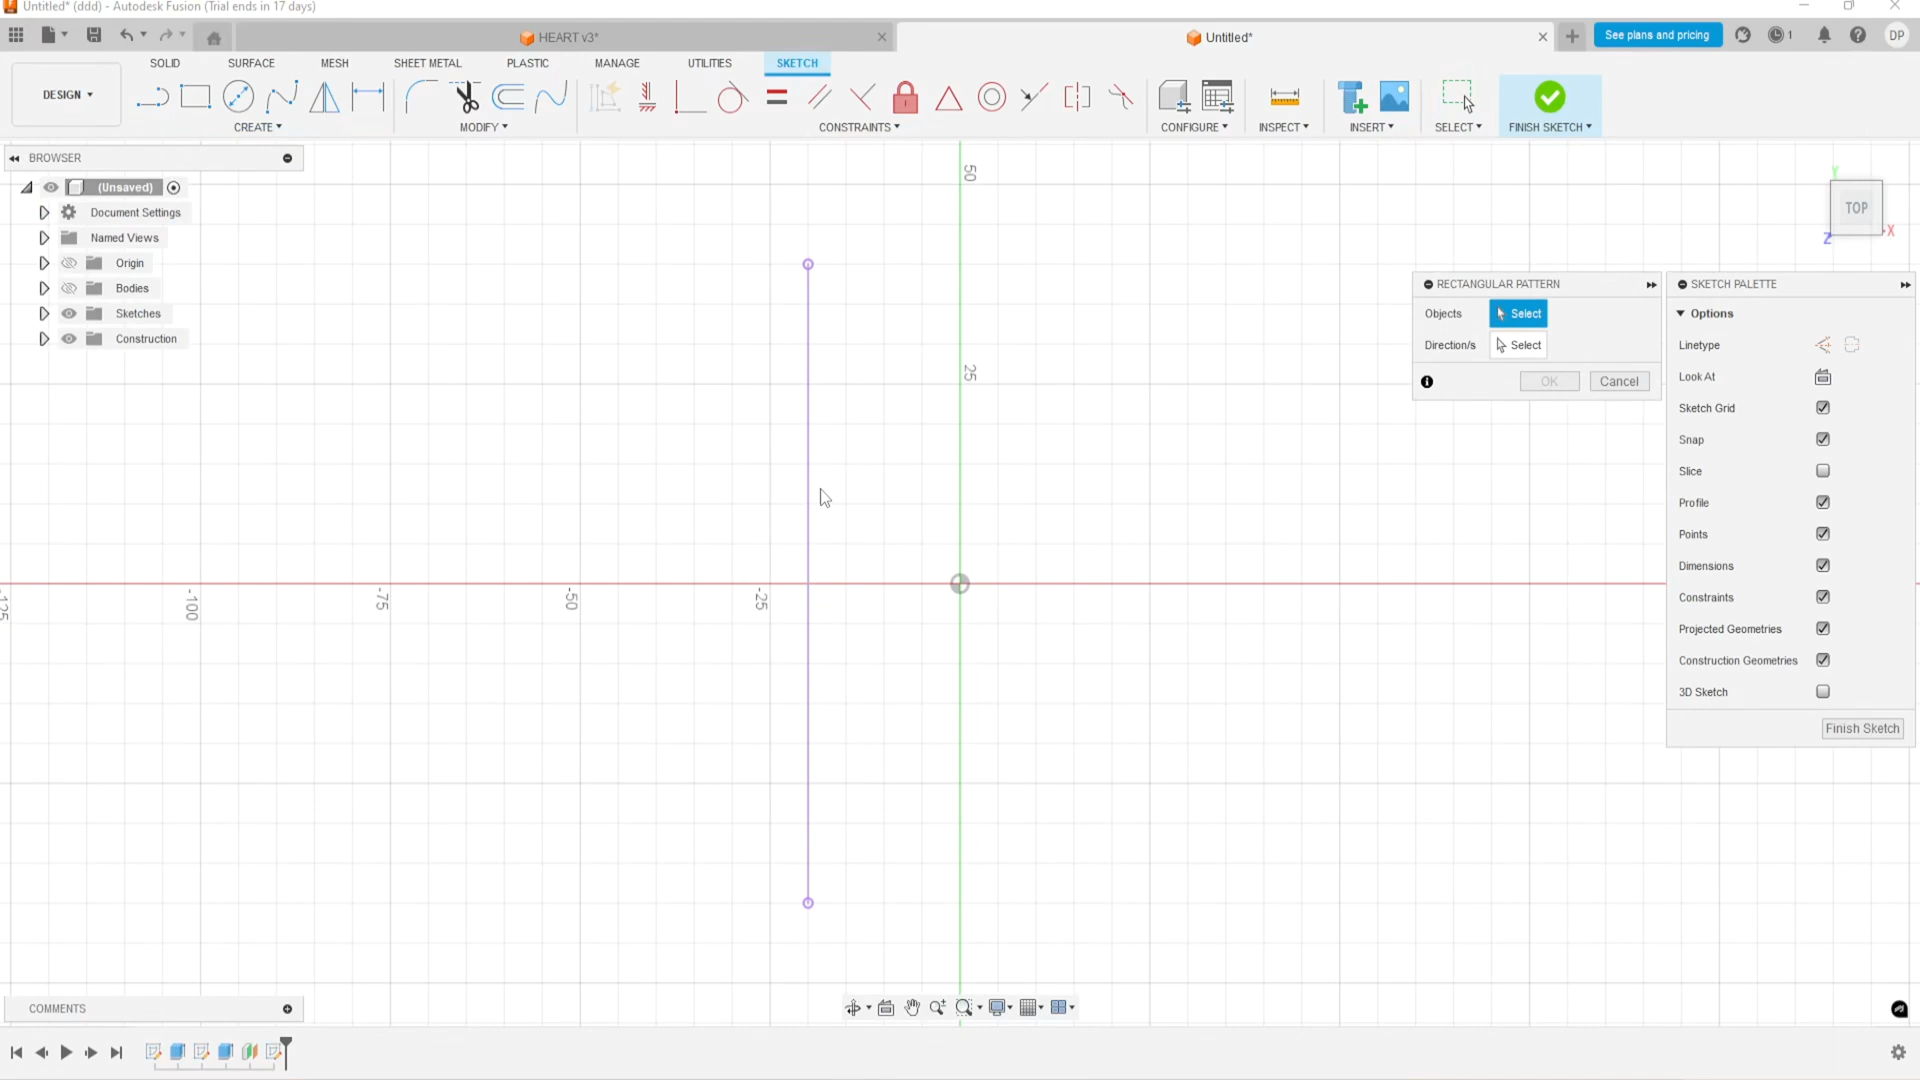 Untitled* (ddd) - Autodesk Fusion (Trial ends in 17 days)
HEART v3*
Untitled*
See plans and pricing
1
DP
DESIGN
SOLID
SURFACE
MESH
SHEET METAL
PLASTIC
MANAGE
UTILITIES
SKETCH
CREATE
MODIFY
CONSTRAINTS
CONFIGURE
INSPECT
INSERT
SELECT
FINISH SKETCH
BROWSER
(Unsaved)
Document Settings
Named Views
Origin
Bodies
Sketches
Construction
50
25
-25
-50
-75
-100
TOP
Y
X
Z
RECTANGULAR PATTERN
Objects
Select
Direction/s
Select
OK
Cancel
SKETCH PALETTE
Options
Linetype
Look At
Sketch Grid
Snap
Slice
Profile
Points
Dimensions
Constraints
Projected Geometries
Construction Geometries
3D Sketch
Finish Sketch
COMMENTS